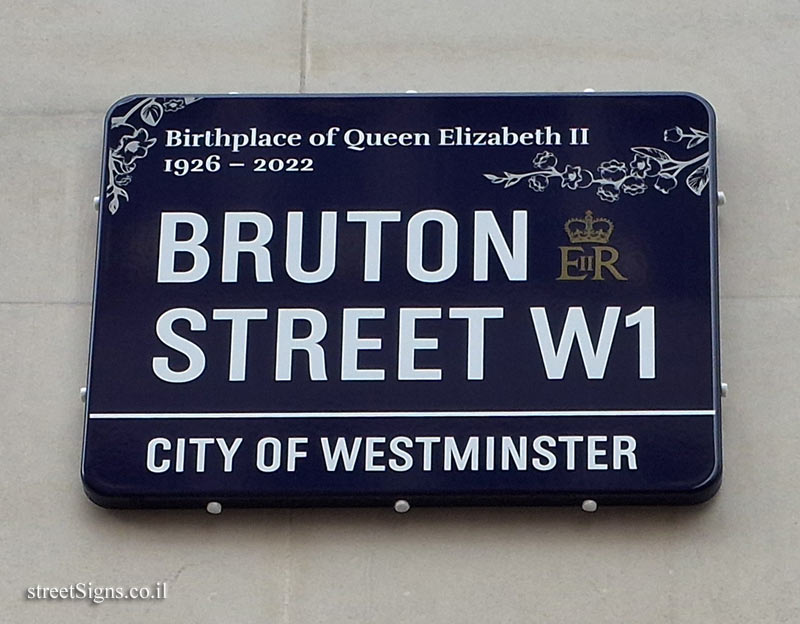 Birthplace of Queen Elizabeth II
1926 – 2022
BRUTON
EIIR
STREET W1
CITY OF WESTMINSTER
streetSigns.co.il